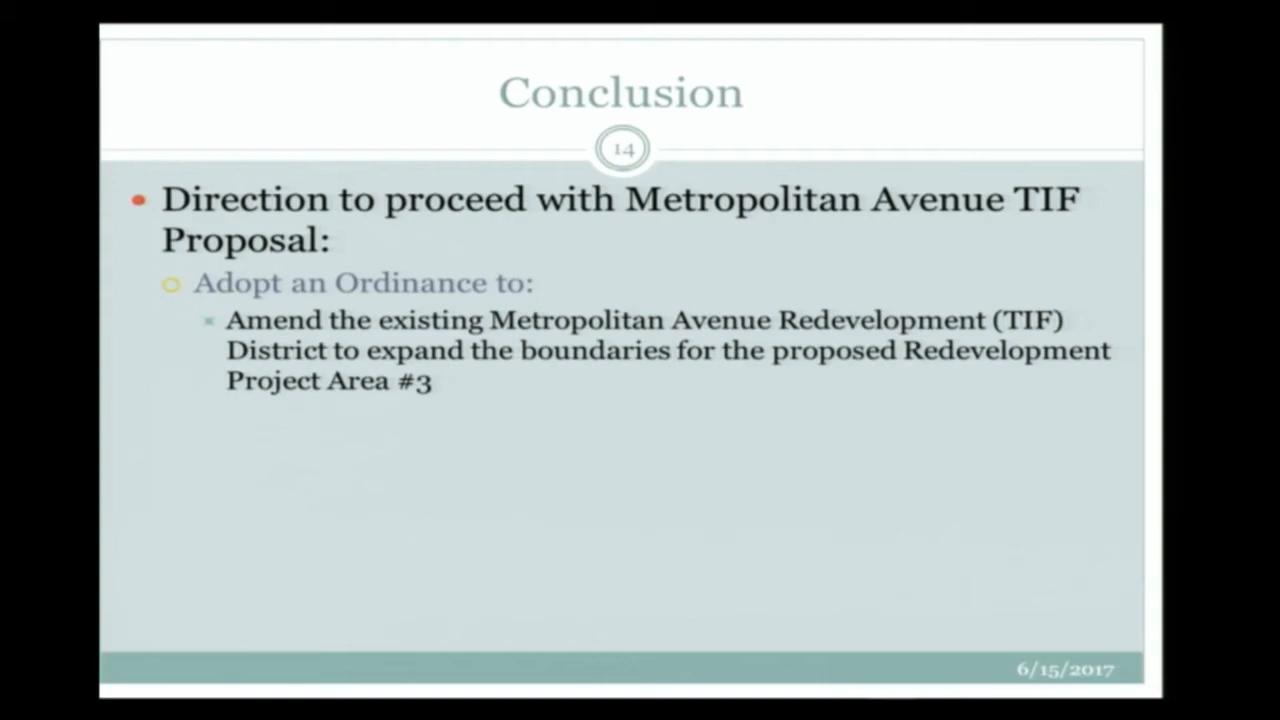 Conclusion
14
Direction to proceed with Metropolitan Avenue TIF
Proposal:
Adopt an Ordinance to:
Amend the existing Metropolitan Avenue Redevelopment (TIF)
District to expand the boundaries for the proposed Redevelopment
Project Area #3
6/15/2017